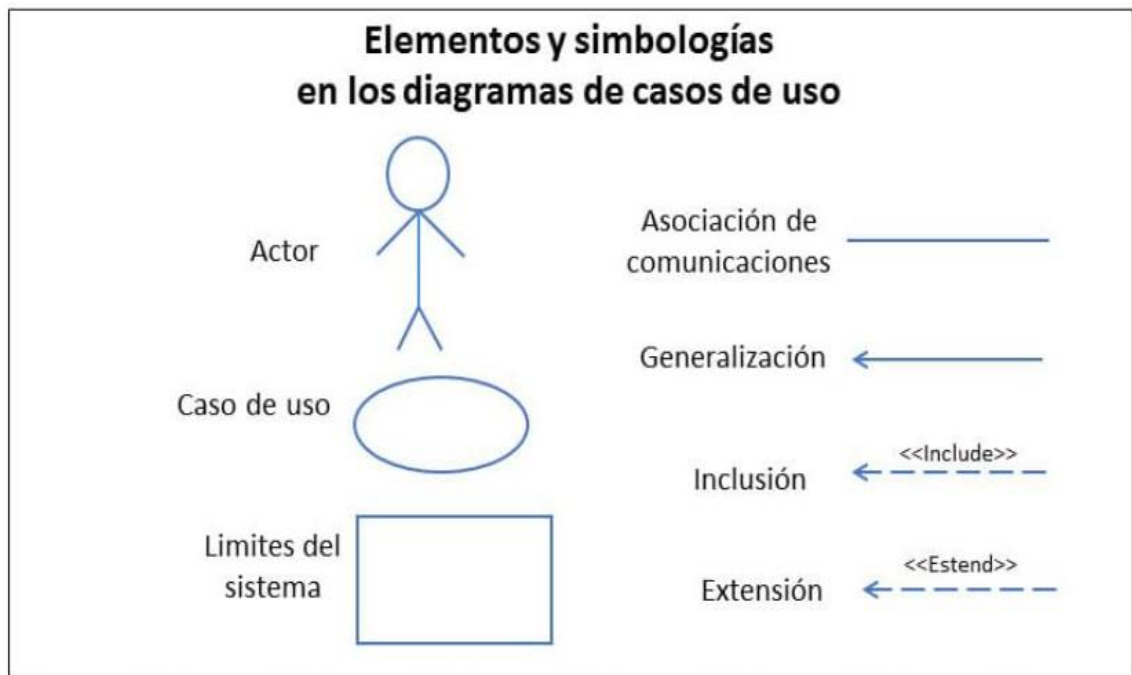 Elementos y simbologías
en los diagramas de casos de uso
Actor
Caso de uso
Limites del
sistema
Asociación de
comunicaciones
Generalización
<<Include>>
Inclusión
<<Estend>>
Extensión